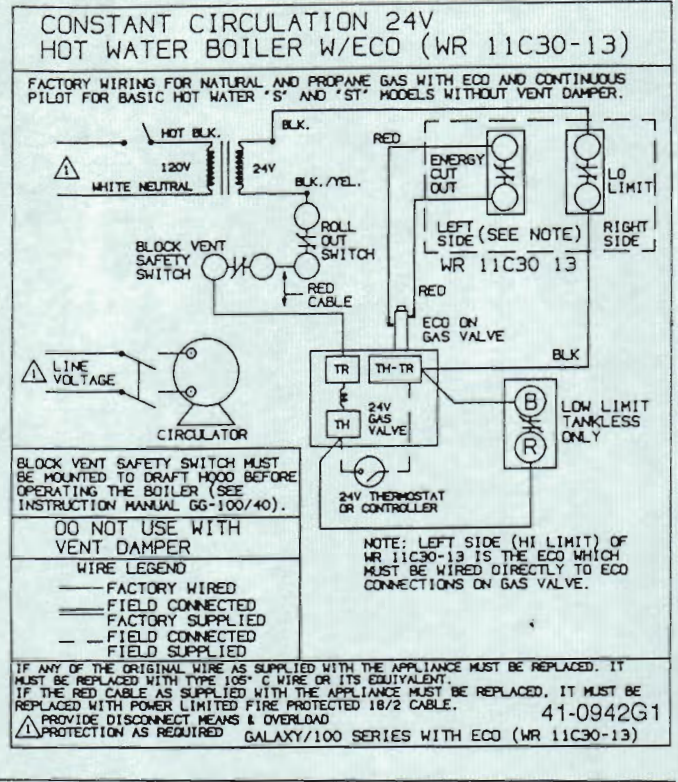 CONSTANT CIRCULATION 24V
HOT WATER BOILER W/ECO (WR 11C30-13)
FACTORY WIRING FOR NATURAL AND PROPANE GAS WITH ECO AND CONTINUOUS
PILOT FOR BASIC HOT WATER "S" AND "ST" MODELS WITHOUT VENT DAMPER.
HOT BLK.
BLK.
RED
1
120V
24V
WHITE NEUTRAL
BLK./YEL.
ENERGY
CUT
OUT
LO
LIMIT
ROLL
OUT
SWITCH
LEFT
SIDE (SEE NOTE)
RIGHT
SIDE
WR 11C30 13
BLOCK VENT
SAFETY
SWITCH
RED
CABLE
RED
ECO ON
GAS VALVE
BLK
1
LINE
VOLTAGE
TR
TH-TR
24V
GAS
VALVE
TH
B
R
LOW LIMIT
TANKLESS
ONLY
CIRCULATOR
24V THERMOSTAT
OR CONTROLLER
BLOCK VENT SAFETY SWITCH MUST
BE MOUNTED TO DRAFT HOOD BEFORE
OPERATING THE BOILER (SEE
INSTRUCTION MANUAL GG-100/40).
DO NOT USE WITH
VENT DAMPER
NOTE: LEFT SIDE (HI LIMIT) OF
WR 11C30-13 IS THE ECO WHICH
MUST BE WIRED DIRECTLY TO ECO
CONNECTIONS ON GAS VALVE.
WIRE LEGEND
FACTORY WIRED
FIELD CONNECTED
FACTORY SUPPLIED
FIELD CONNECTED
FIELD SUPPLIED
IF ANY OF THE ORIGINAL WIRE AS SUPPLIED WITH THE APPLIANCE MUST BE REPLACED. IT
MUST BE REPLACED WITH TYPE 105° C WIRE OR ITS EQUIVALENT.
IF THE RED CABLE AS SUPPLIED WITH THE APPLIANCE MUST BE REPLACED, IT MUST BE
REPLACED WITH POWER LIMITED FIRE PROTECTED 18/2 CABLE.
41-0942G1
1 PROVIDE DISCONNECT MEANS & OVERLOAD
PROTECTION AS REQUIRED
GALAXY/100 SERIES WITH ECO (WR 11C30-13)